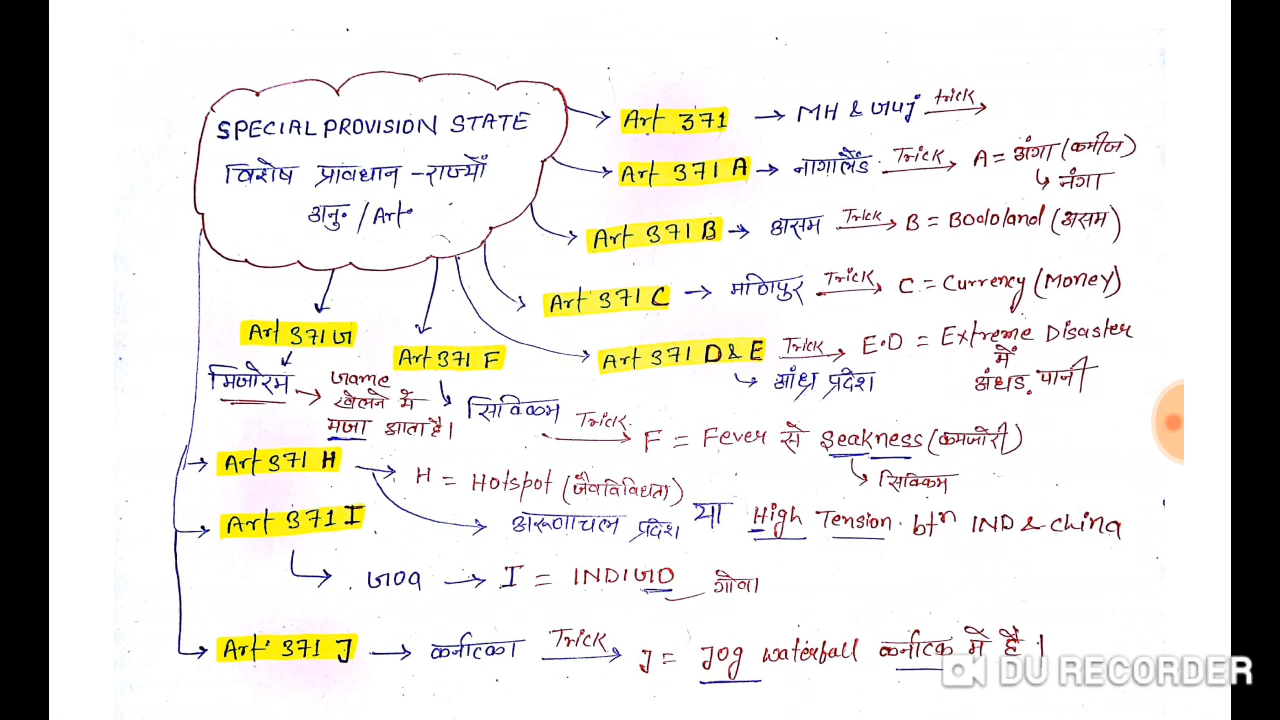 SPECIAL PROVISION STATE
विशेष प्रावधान - राज्यों
अनु॰ / Art
Art 371 → MH & गुज॰ trick →
Art 371 A → नागालैंड Trick → A = अंगा (कमीज)
↳ नंगा
Art 371 B → असम Trick → B = Bodoland (असम)
Art 371 C → मणिपुर Trick → C = Currency (Money)
Art 371 D & E Trick → E.D = Extreme Disaster
में
अंधड़ पानी
↳ आंध्र प्रदेश
Art 371 G
मिजोरम → Game
खेलने में
मजा आता है।
Art 371 F
↳ सिक्किम Trick → F = Fever से Seakness (कमजोरी)
↳ सिक्किम
Art 371 H → H = Hotspot (जैवविविधता)
→ अरूणाचल प्रदेश या High Tension btn IND & China
Art 371 I
↳ GOA → I = INDIGO गोवा
Art 371 J → कर्नाटका Trick → J = Jog waterfall कर्नाटक में है।
DU RECORDER